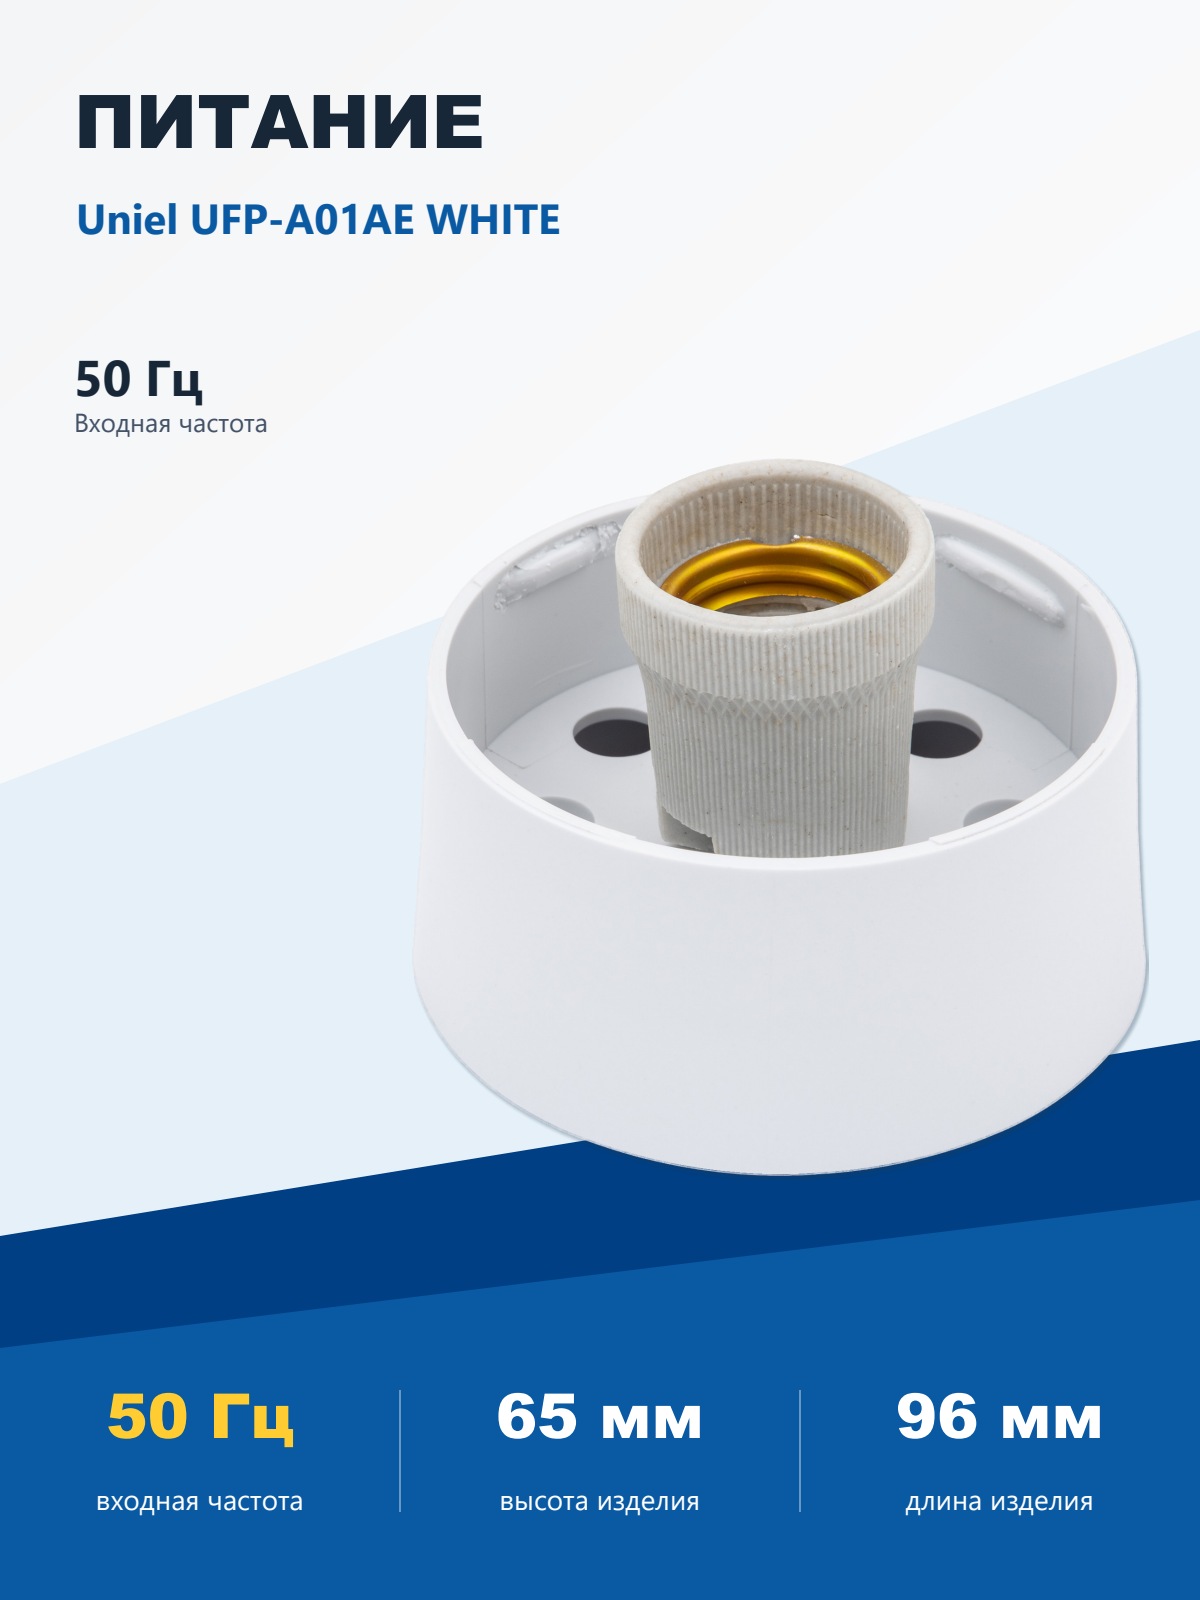 ПИТАНИЕ
Uniel UFP-A01AE WHITE
50 Гц
Входная частота
50 Гц
входная частота
65 мм
высота изделия
96 мм
длина изделия